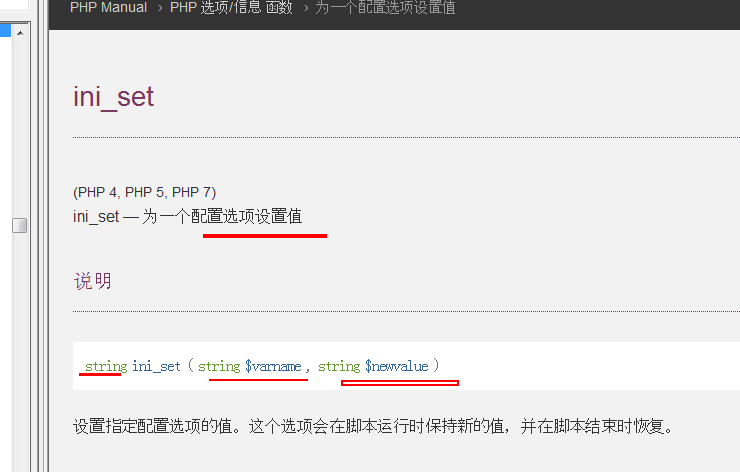 PHP Manual › PHP 选项/信息 函数 › 为一个配置选项设置值
ini_set
(PHP 4, PHP 5, PHP 7)
ini_set — 为一个配置选项设置值
说明
string ini_set ( string $varname , string $newvalue )
设置指定配置选项的值。这个选项会在脚本运行时保持新的值，并在脚本结束时恢复。